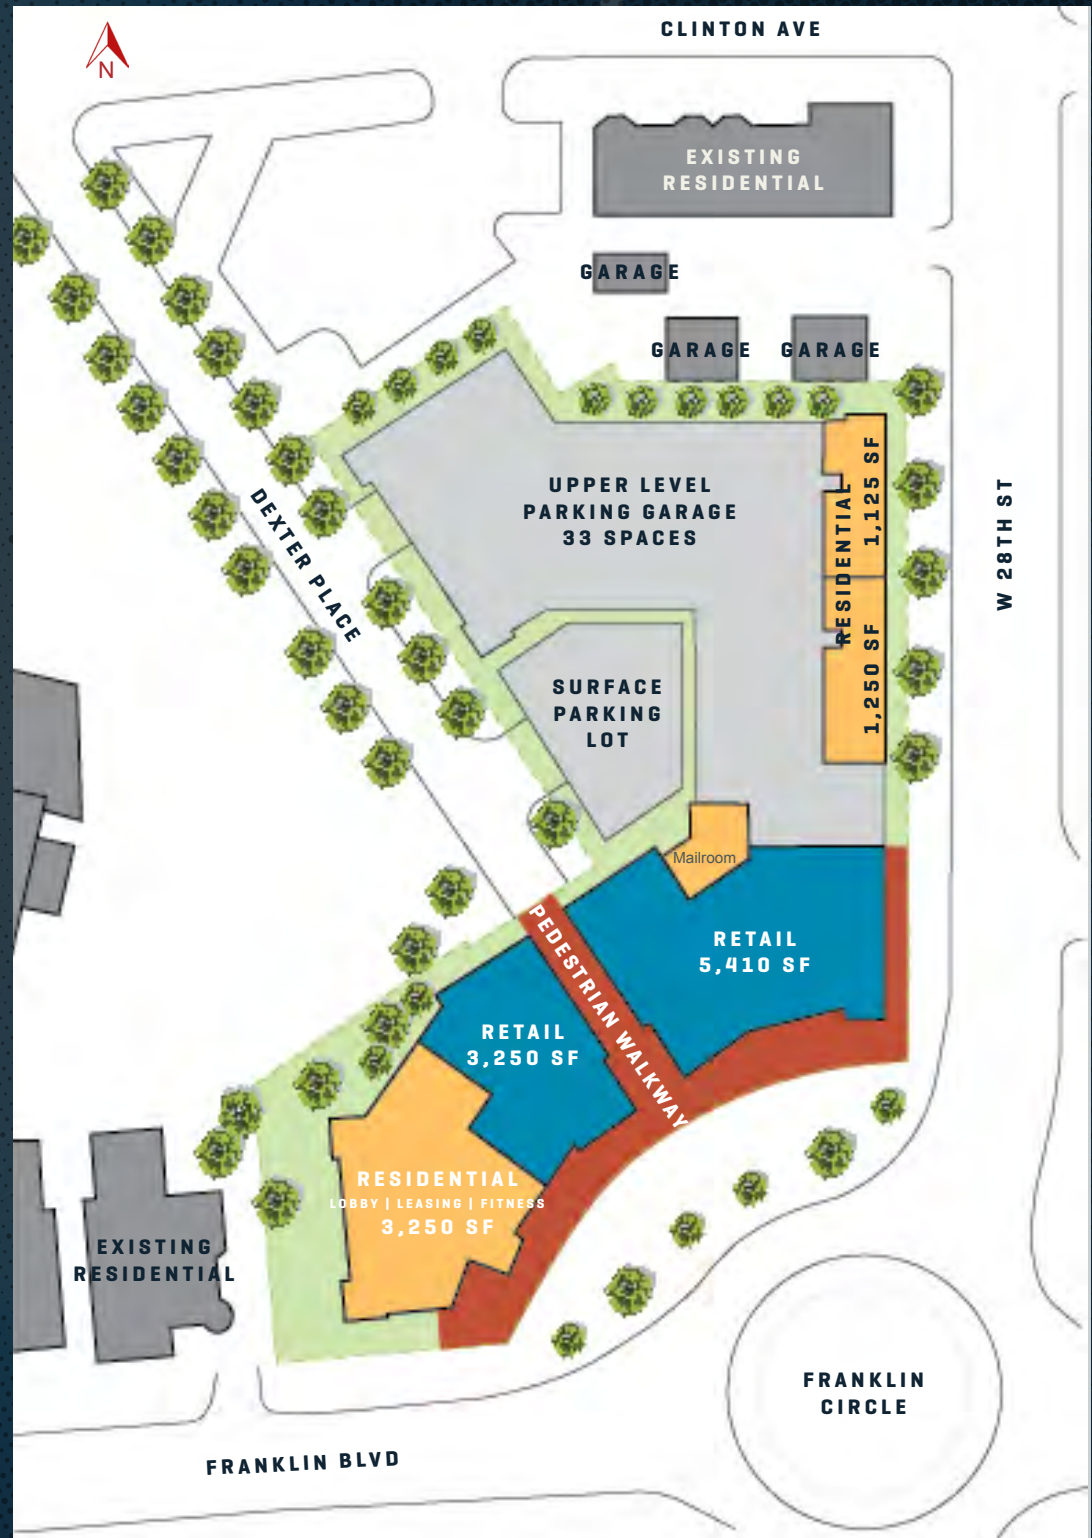 CLINTON AVE
N
EXISTING
RESIDENTIAL
GARAGE
GARAGE
GARAGE
UPPER LEVEL
PARKING GARAGE
33 SPACES
RESIDENTIAL
1,125 SF
1,250 SF
W 28TH ST
DEXTER PLACE
SURFACE
PARKING
LOT
Mailroom
PEDESTRIAN WALKWAY
RETAIL
5,410 SF
RETAIL
3,250 SF
RESIDENTIAL
LOBBY | LEASING | FITNESS
3,250 SF
EXISTING
RESIDENTIAL
FRANKLIN
CIRCLE
FRANKLIN BLVD